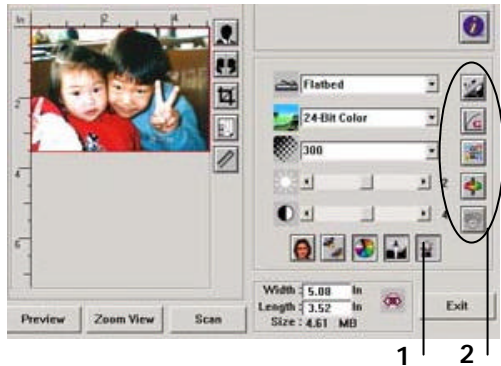 In 2 4
2
4
6
Flatbed
24-Bit Color
300
2
4
Width : 5.08 In
Length : 3.52 In
Size : 4.61 MB
Preview Zoom View Scan
Exit
1 2